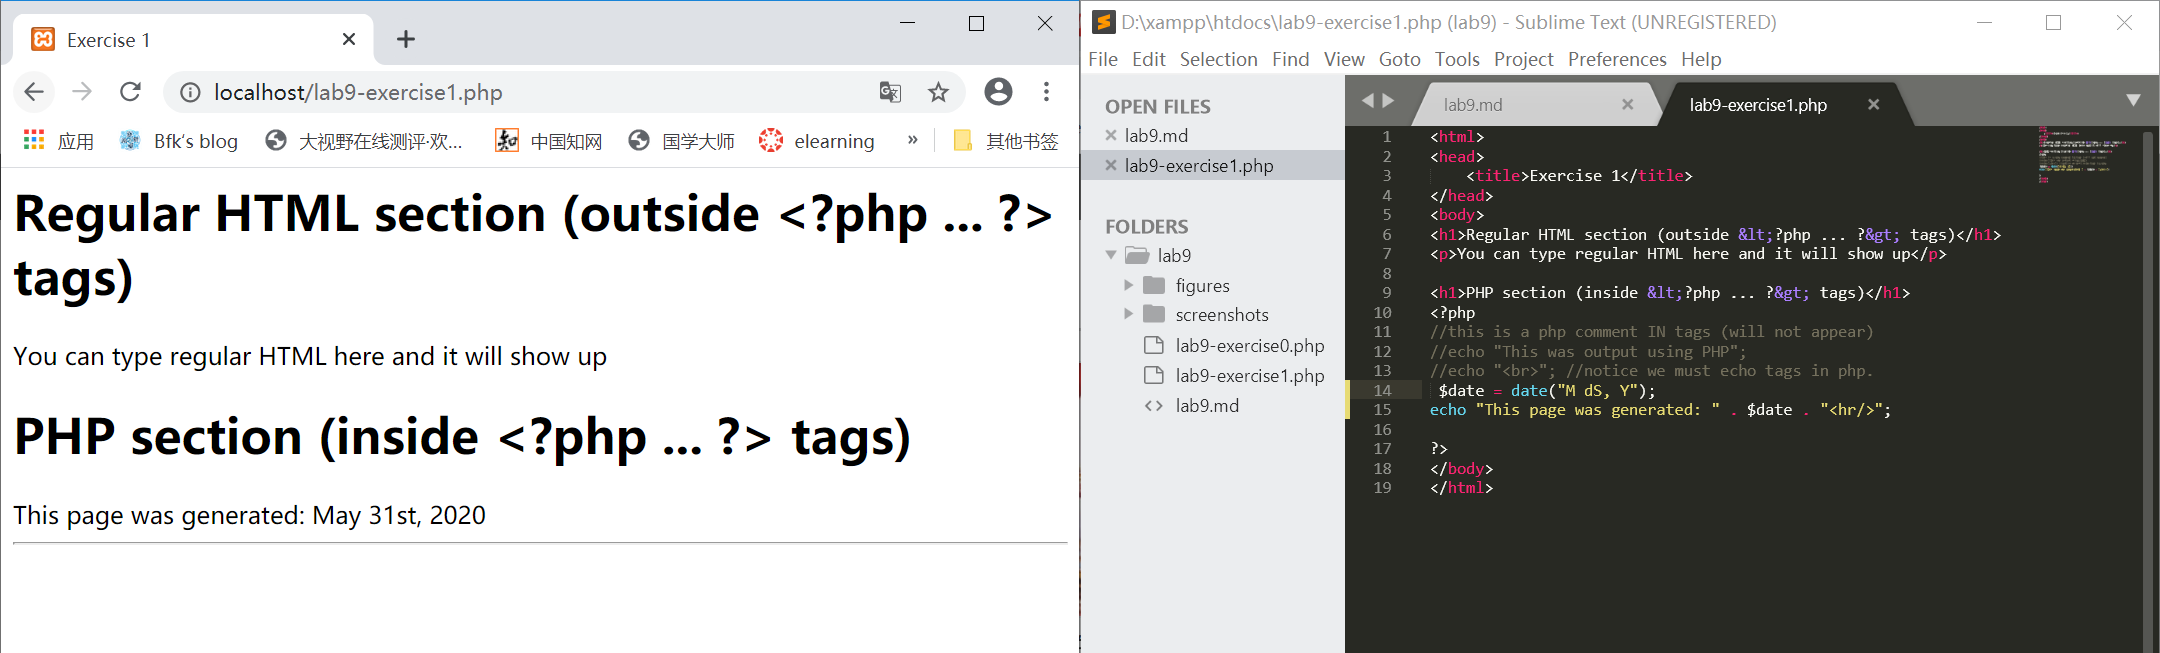 Exercise 1
localhost/lab9-exercise1.php
应用
Bfk's blog
大视野在线测评·欢...
中国知网
国学大师
elearning
»
其他书签
Regular HTML section (outside <?php ... ?>
tags)
You can type regular HTML here and it will show up
PHP section (inside <?php ... ?> tags)
This page was generated: May 31st, 2020
D:\xampp\htdocs\lab9-exercise1.php (lab9) - Sublime Text (UNREGISTERED)
File Edit Selection Find View Goto Tools Project Preferences Help
OPEN FILES
lab9.md
lab9-exercise1.php
FOLDERS
lab9
figures
screenshots
lab9-exercise0.php
lab9-exercise1.php
lab9.md
lab9.md
lab9-exercise1.php
1 <html>
2 <head>
3 <title>Exercise 1</title>
4 </head>
5 <body>
6 <h1>Regular HTML section (outside &lt;?php ... ?&gt; tags)</h1>
7 <p>You can type regular HTML here and it will show up</p>
8
9 <h1>PHP section (inside &lt;?php ... ?&gt; tags)</h1>
10 <?php
11 //this is a php comment IN tags (will not appear)
12 //echo "This was output using PHP";
13 //echo "<br>"; //notice we must echo tags in php.
14 $date = date("M dS, Y");
15 echo "This page was generated: " . $date . "<hr/>";
16
17 ?>
18 </body>
19 </html>